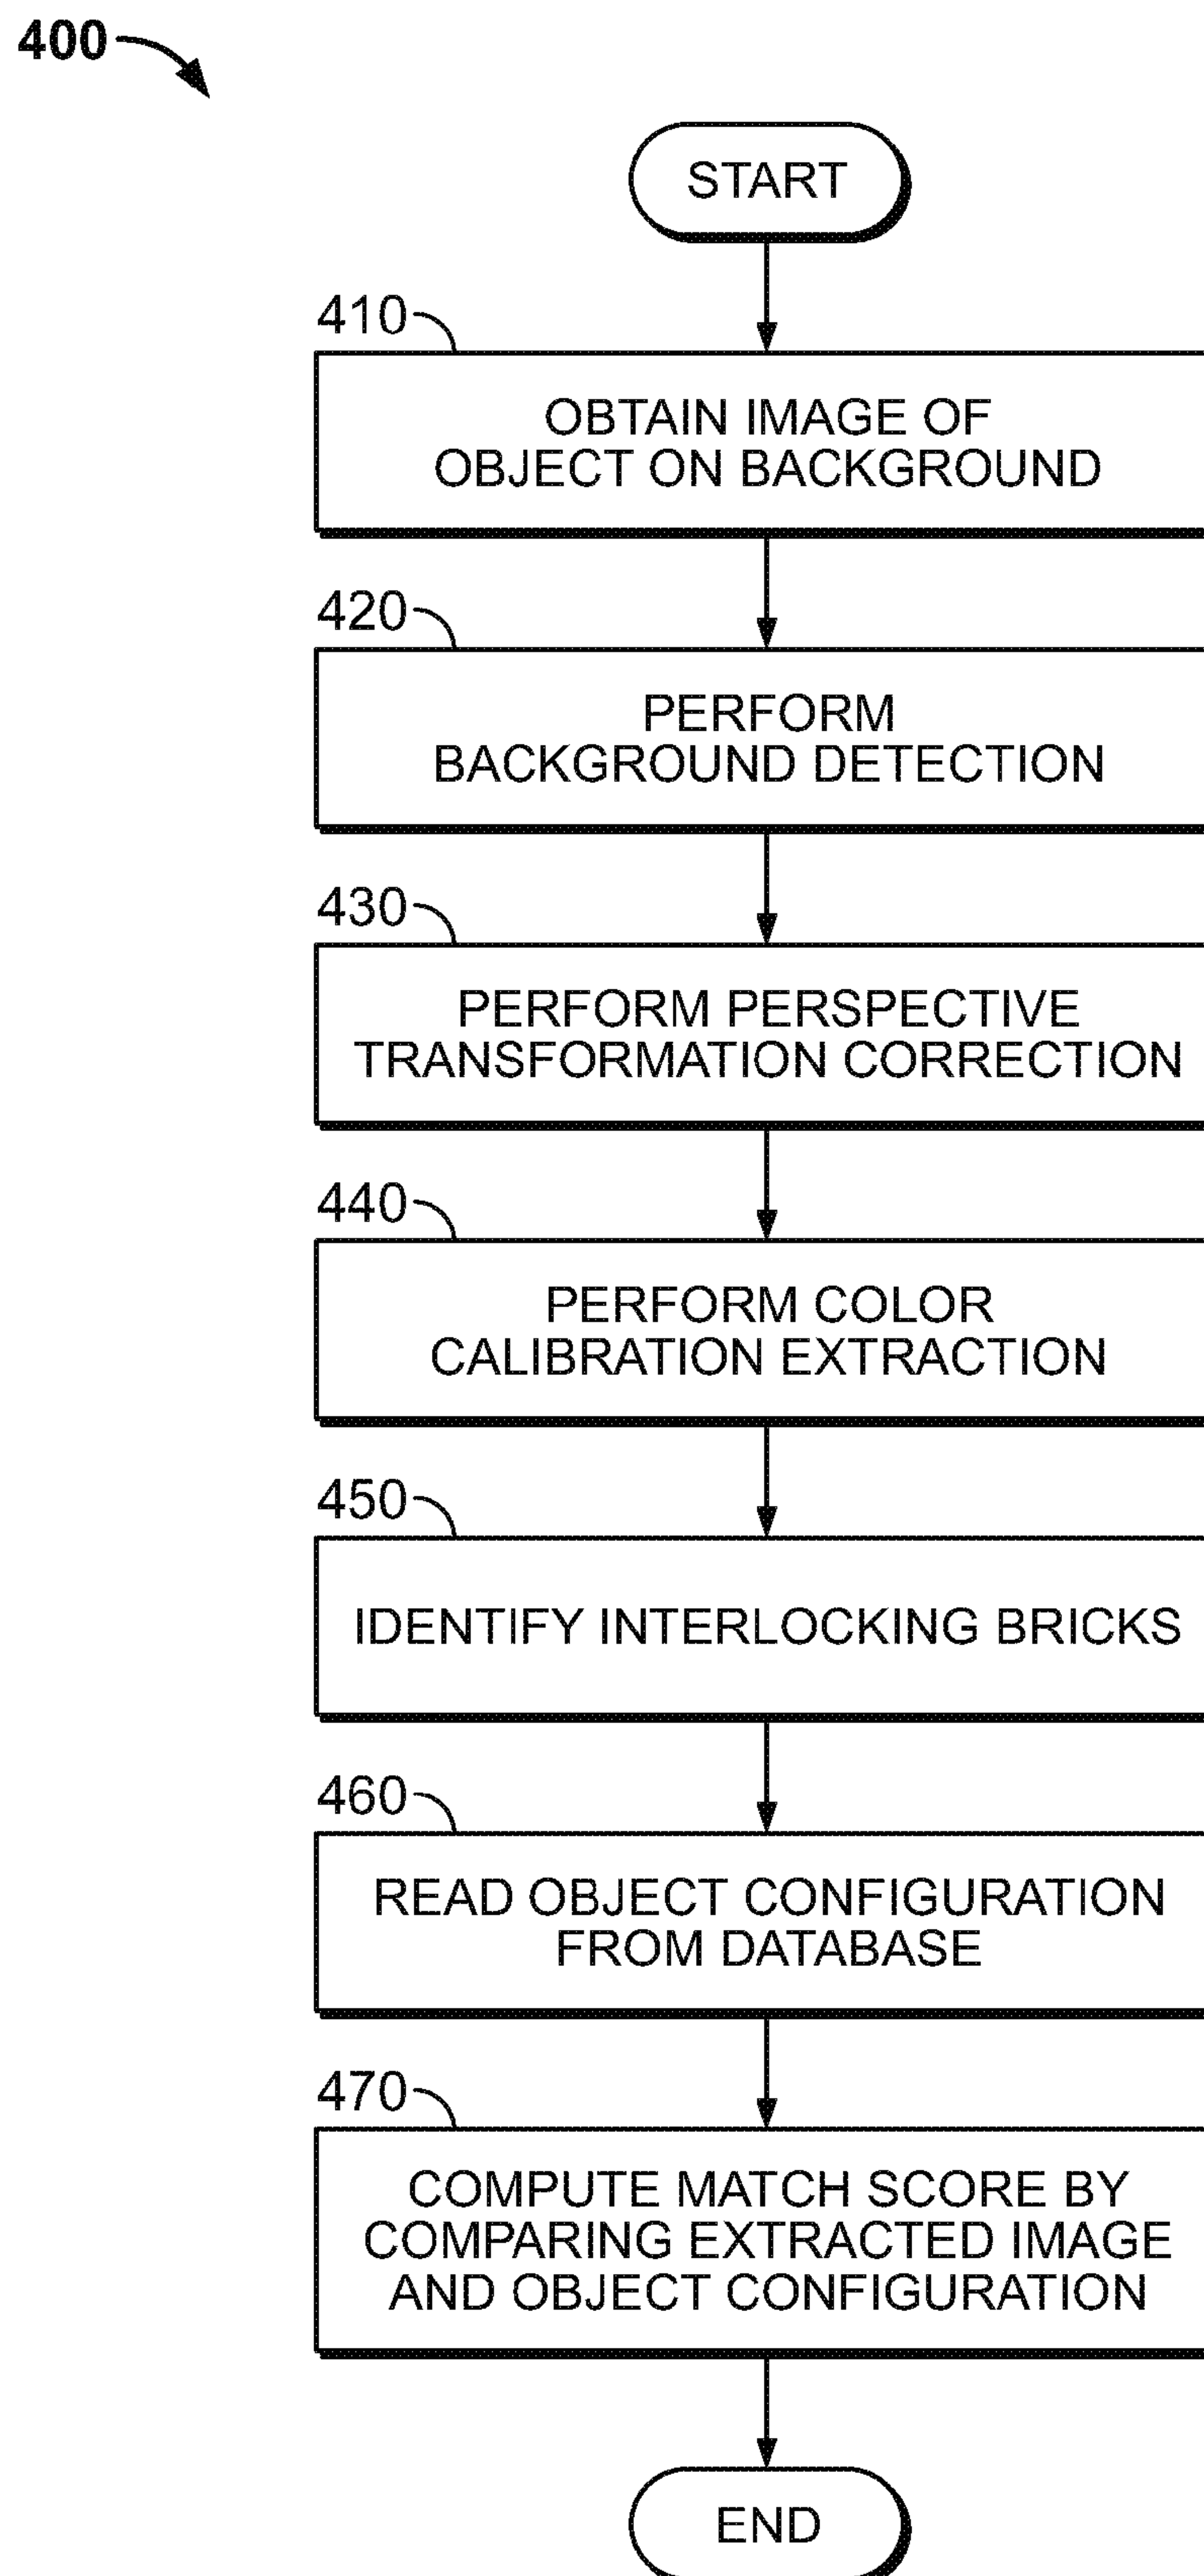 400
START
410
OBTAIN IMAGE OF
OBJECT ON BACKGROUND
420
PERFORM
BACKGROUND DETECTION
430
PERFORM PERSPECTIVE
TRANSFORMATION CORRECTION
440
PERFORM COLOR
CALIBRATION EXTRACTION
450
IDENTIFY INTERLOCKING BRICKS
460
READ OBJECT CONFIGURATION
FROM DATABASE
470
COMPUTE MATCH SCORE BY
COMPARING EXTRACTED IMAGE
AND OBJECT CONFIGURATION
END